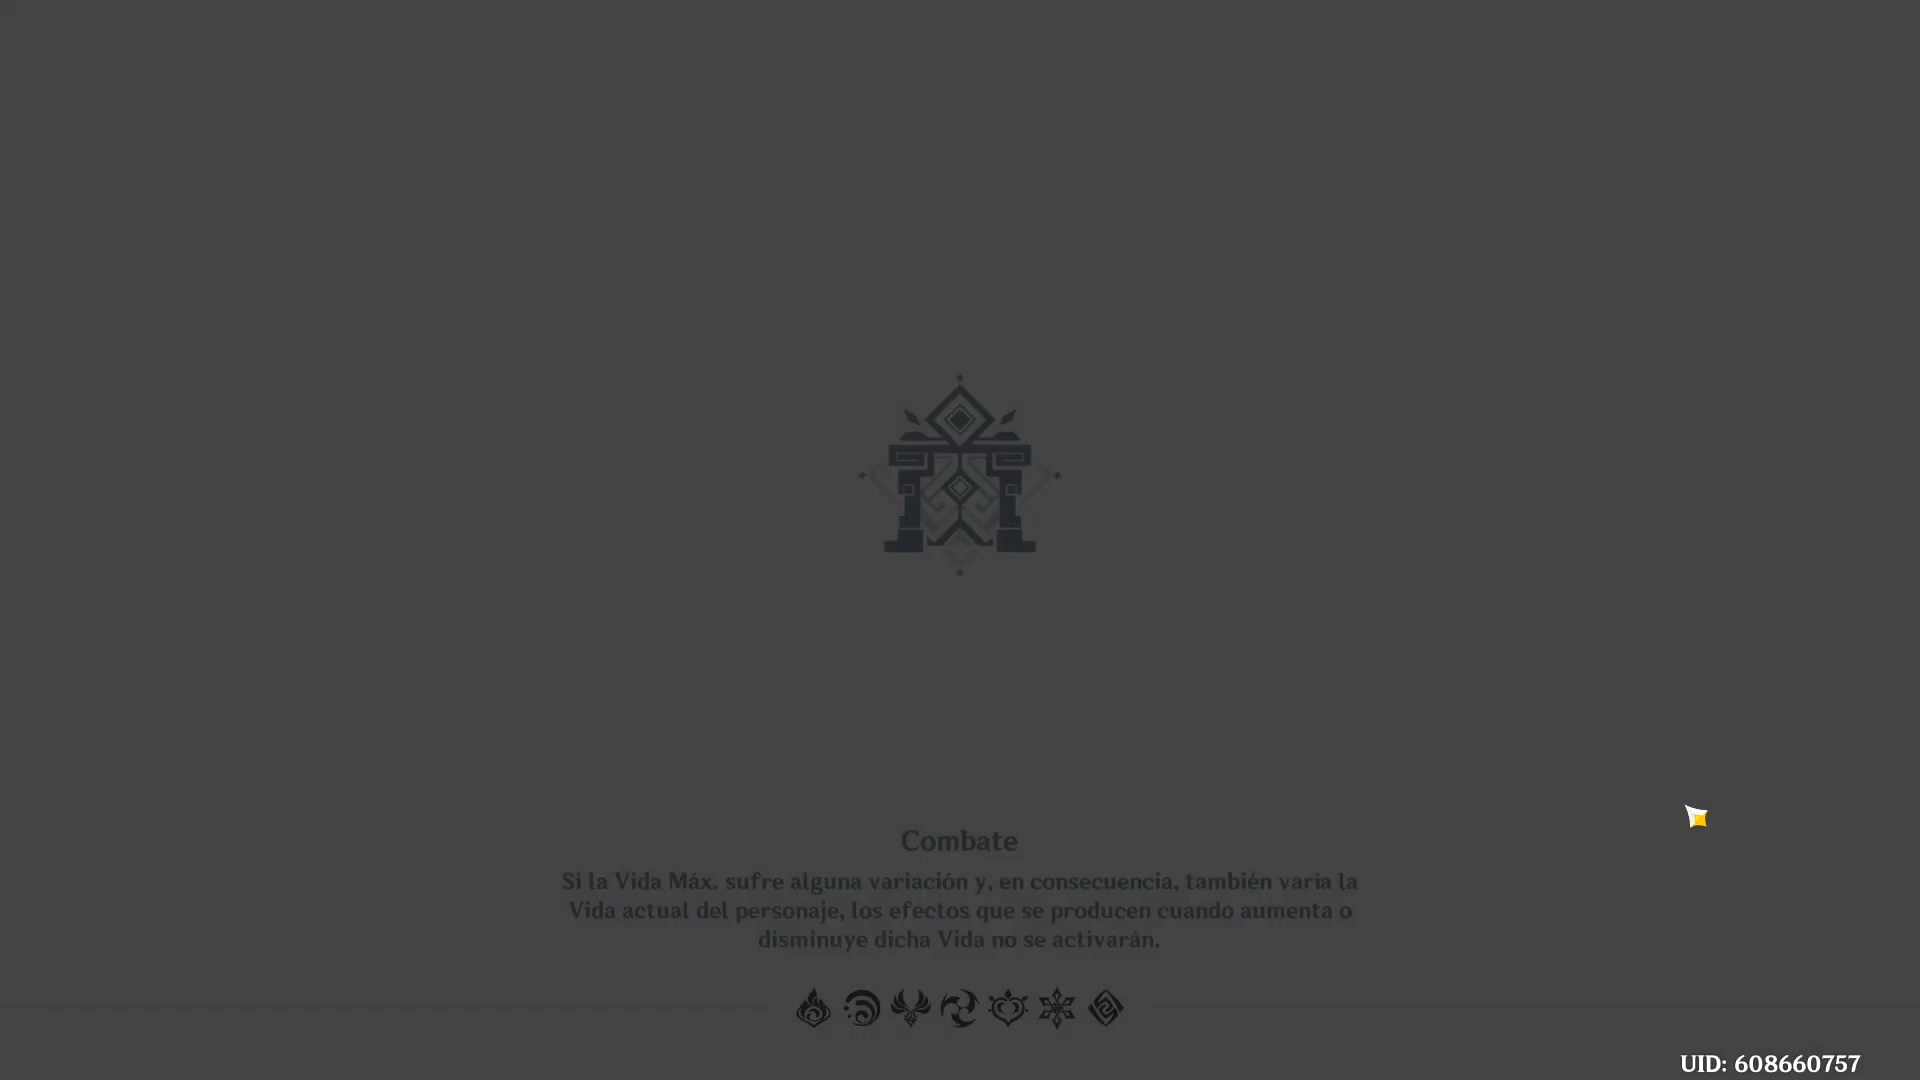 Combate
Si la Vida Máx. sufre alguna variación y, en consecuencia, también varía la
Vida actual del personaje, los efectos que se producen cuando aumenta o
disminuye dicha Vida no se activarán.
UID: 608660757